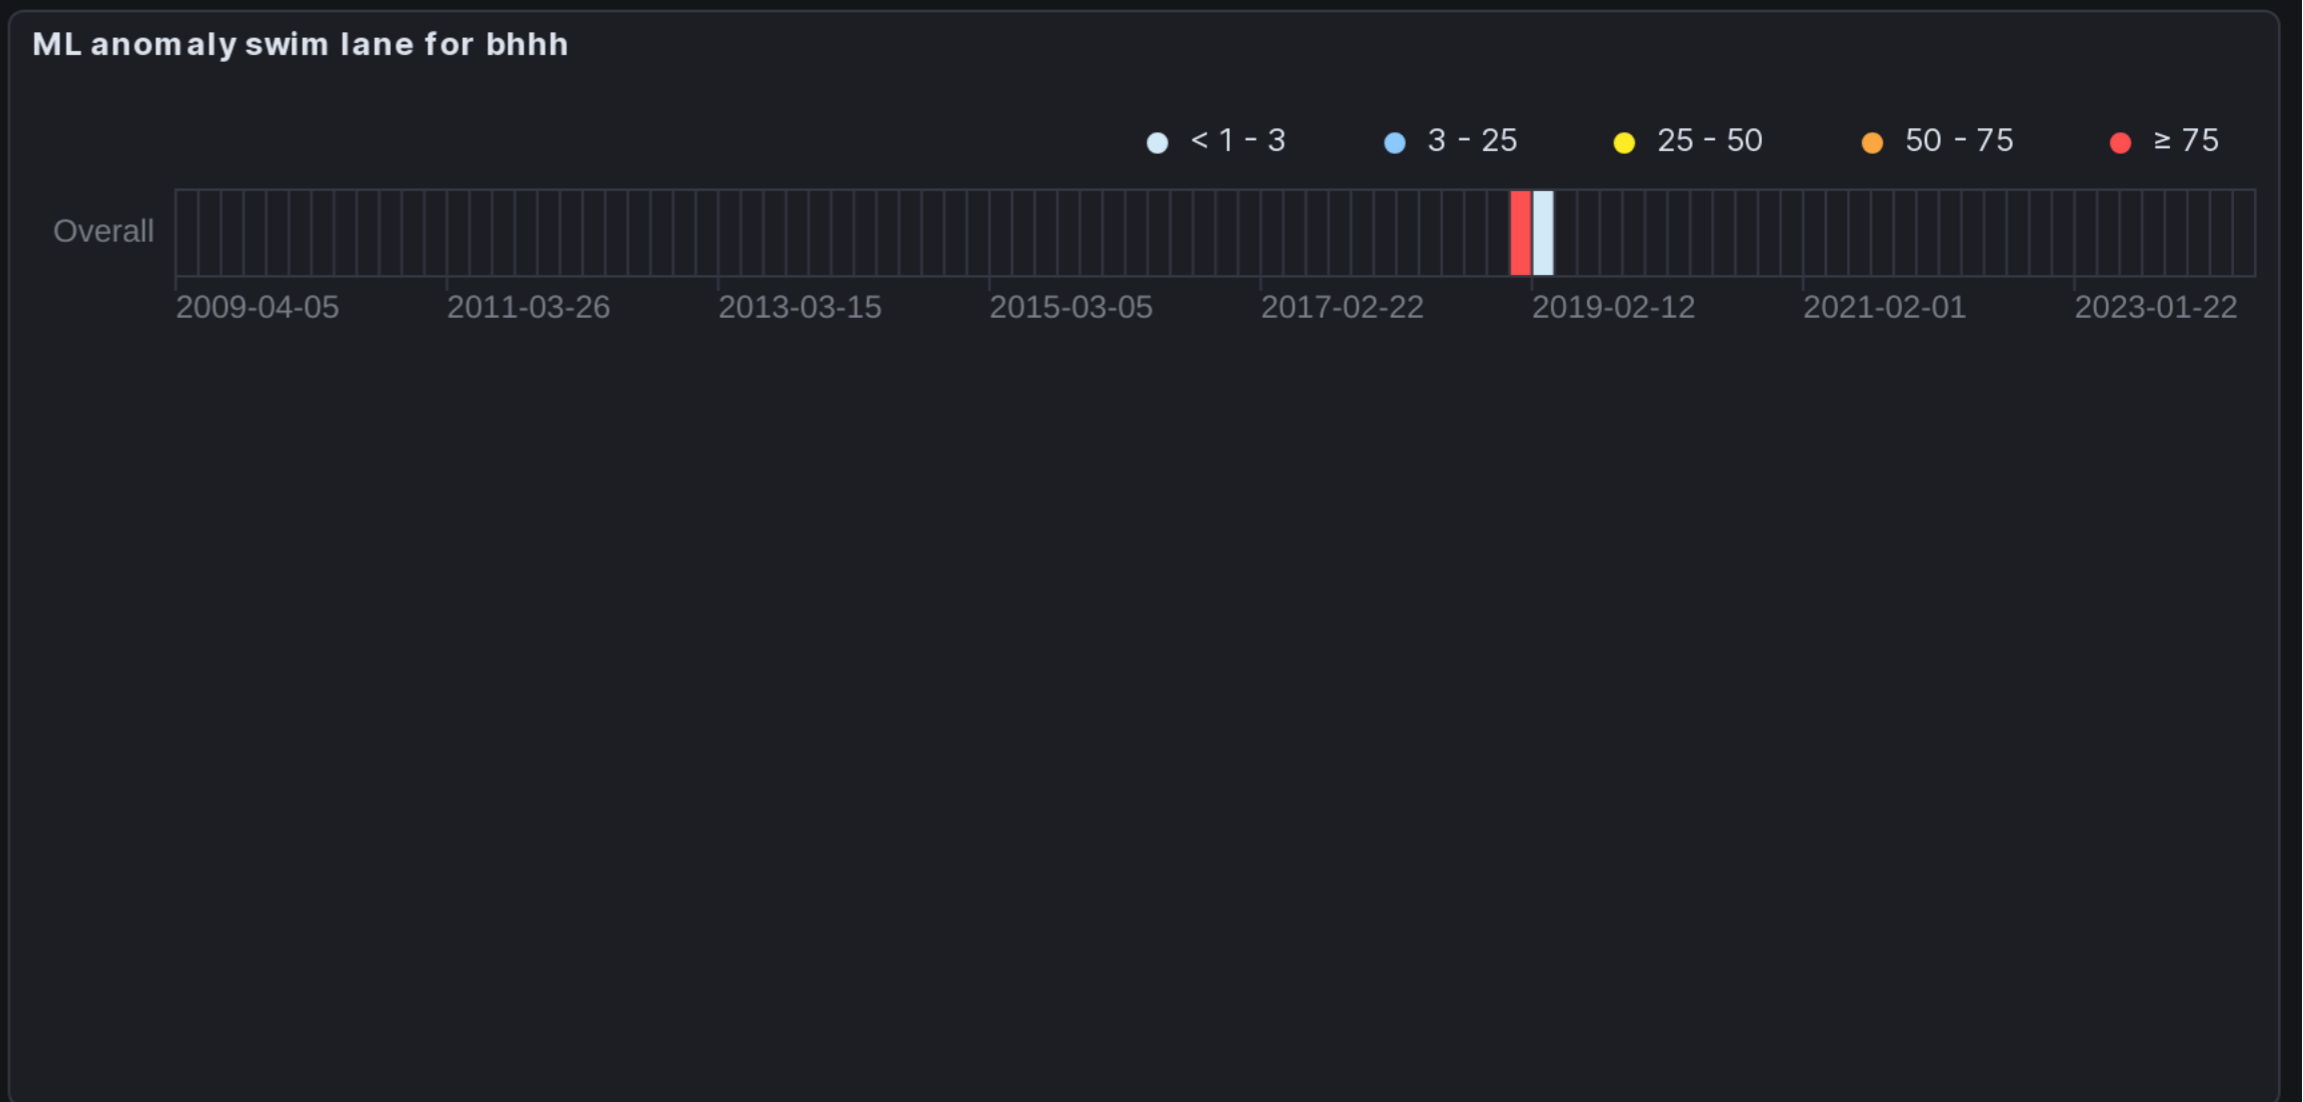 ML anomaly swim lane for bhhh
< 1 - 3 3 - 25 25 - 50 50 - 75 ≥ 75
Overall
2009-04-05 2011-03-26 2013-03-15 2015-03-05 2017-02-22 2019-02-12 2021-02-01 2023-01-22